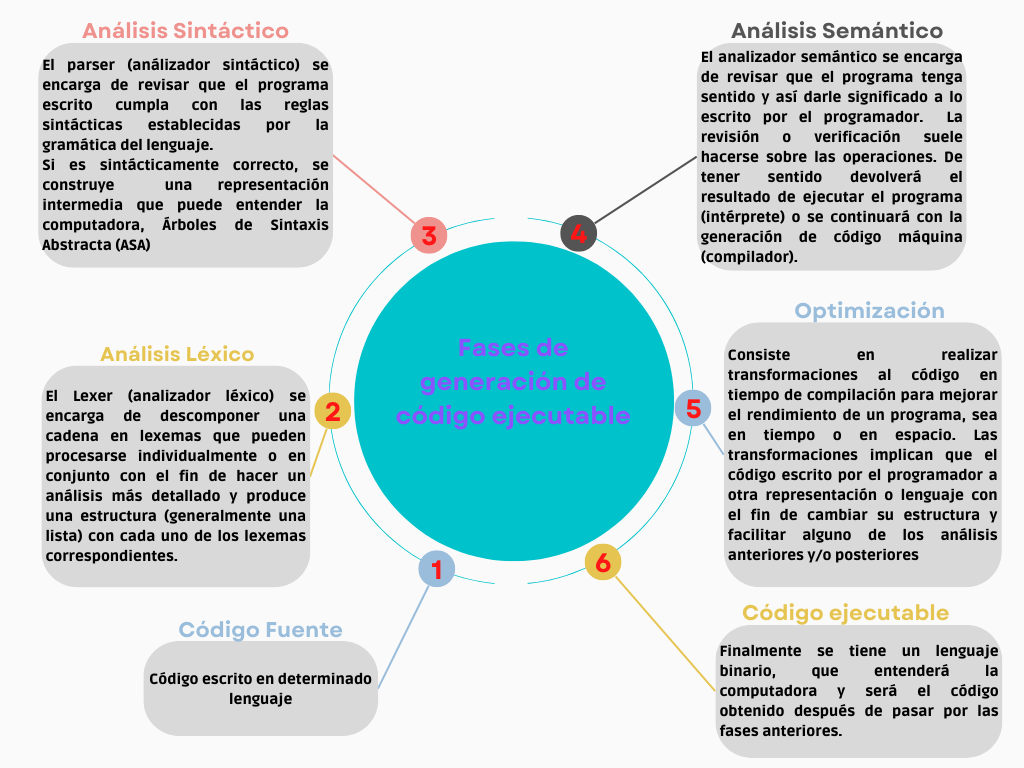 Análisis Sintáctico
El parser (análizador sintáctico) se
encarga de revisar que el programa
escrito cumpla con las reglas
sintácticas establecidas por la
gramática del lenguaje.
Si es sintácticamente correcto, se
construye una representación
intermedia que puede entender la
computadora, Árboles de Sintaxis
Abstracta (ASA)
3
Análisis Semántico
El analizador semántico se encarga
de revisar que el programa tenga
sentido y así darle significado a lo
escrito por el programador. La
revisión o verificación suele
hacerse sobre las operaciones. De
tener sentido devolverá el
resultado de ejecutar el programa
(intérprete) o se continuará con la
generación de código máquina
(compilador).
4
Fases de
generación de
código ejecutable
Análisis Léxico
El Lexer (analizador léxico) se
encarga de descomponer una
cadena en lexemas que pueden
procesarse individualmente o en
conjunto con el fin de hacer un
análisis más detallado y produce
una estructura (generalmente una
lista) con cada uno de los lexemas
correspondientes.
2
Optimización
Consiste en realizar
transformaciones al código en
tiempo de compilación para mejorar
el rendimiento de un programa, sea
en tiempo o en espacio. Las
transformaciones implican que el
código escrito por el programador a
otra representación o lenguaje con
el fin de cambiar su estructura y
facilitar alguno de los análisis
anteriores y/o posteriores
5
Código Fuente
Código escrito en determinado
lenguaje
1
Código ejecutable
Finalmente se tiene un lenguaje
binario, que entenderá la
computadora y será el código
obtenido después de pasar por las
fases anteriores.
6